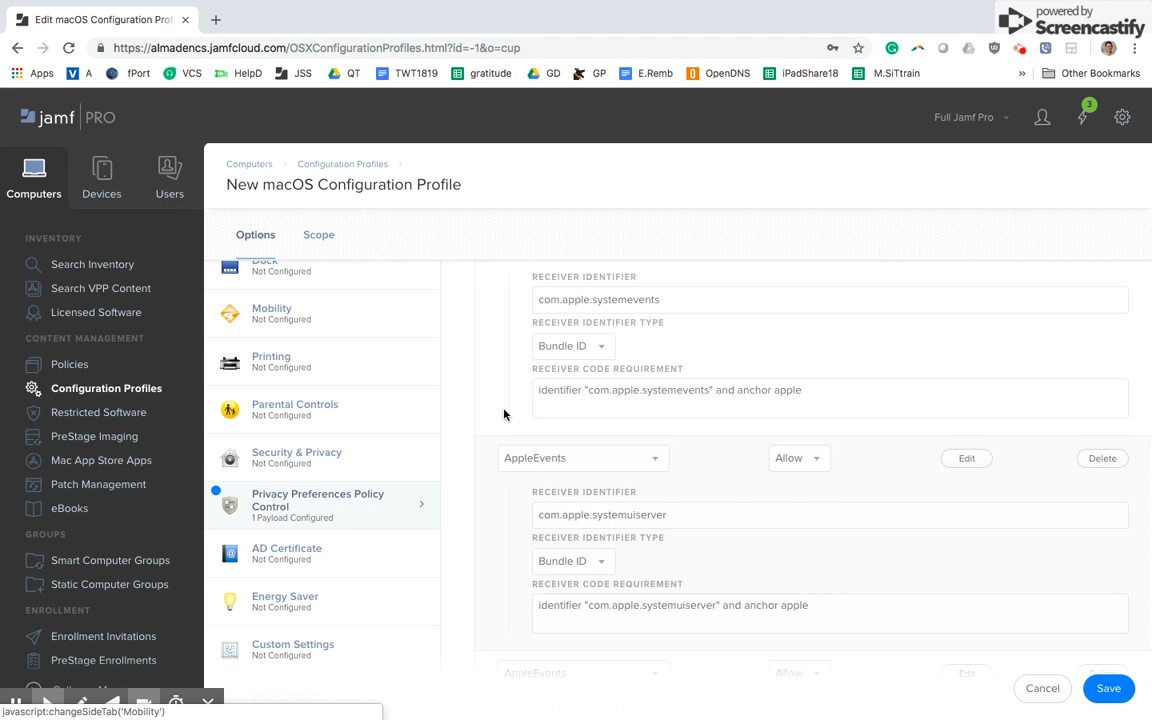 powered by
Screencastify
Edit macOS Configuration Prof
https://almadencs.jamfcloud.com/OSXConfigurationProfiles.html?id=-1&o=cup
Apps
A
fPort
VCS
HelpD
JSS
QT
TWT1819
gratitude
GD
GP
E.Remb
OpenDNS
iPadShare18
M.SiTtrain
»
Other Bookmarks
jamf PRO
Full Jamf Pro
3
Computers
Devices
Users
Computers
Configuration Profiles
New macOS Configuration Profile
Options
Scope
INVENTORY
Search Inventory
Search VPP Content
Licensed Software
CONTENT MANAGEMENT
Policies
Configuration Profiles
Restricted Software
PreStage Imaging
Mac App Store Apps
Patch Management
eBooks
GROUPS
Smart Computer Groups
Static Computer Groups
ENROLLMENT
Enrollment Invitations
PreStage Enrollments
Dock
Not Configured
Mobility
Not Configured
Printing
Not Configured
Parental Controls
Not Configured
Security & Privacy
Not Configured
Privacy Preferences Policy
Control
1 Payload Configured
AD Certificate
Not Configured
Energy Saver
Not Configured
Custom Settings
Not Configured
RECEIVER IDENTIFIER
com.apple.systemevents
RECEIVER IDENTIFIER TYPE
Bundle ID
RECEIVER CODE REQUIREMENT
identifier "com.apple.systemevents" and anchor apple
AppleEvents
Allow
Edit
Delete
RECEIVER IDENTIFIER
com.apple.systemuiserver
RECEIVER IDENTIFIER TYPE
Bundle ID
RECEIVER CODE REQUIREMENT
identifier "com.apple.systemuiserver" and anchor apple
AppleEvents
Allow
Edit
Delete
Cancel
Save
javascript:changeSideTab('Mobility')